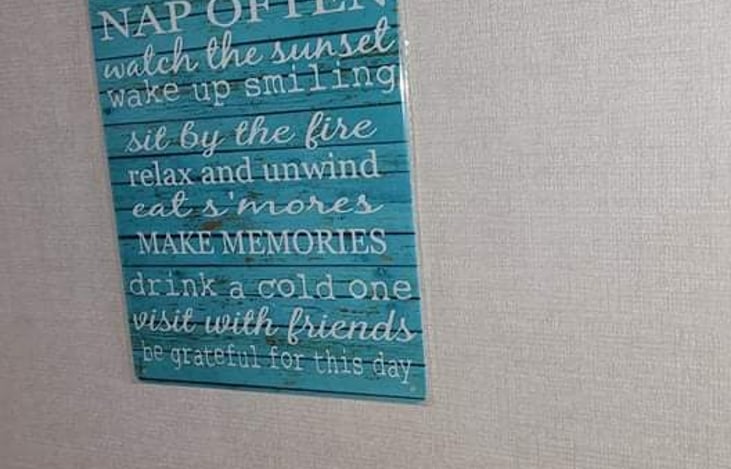 NAP OFTEN
watch the sunset
wake up smiling
sit by the fire
relax and unwind
eat s'mores
MAKE MEMORIES
drink a cold one
visit with friends
be grateful for this day